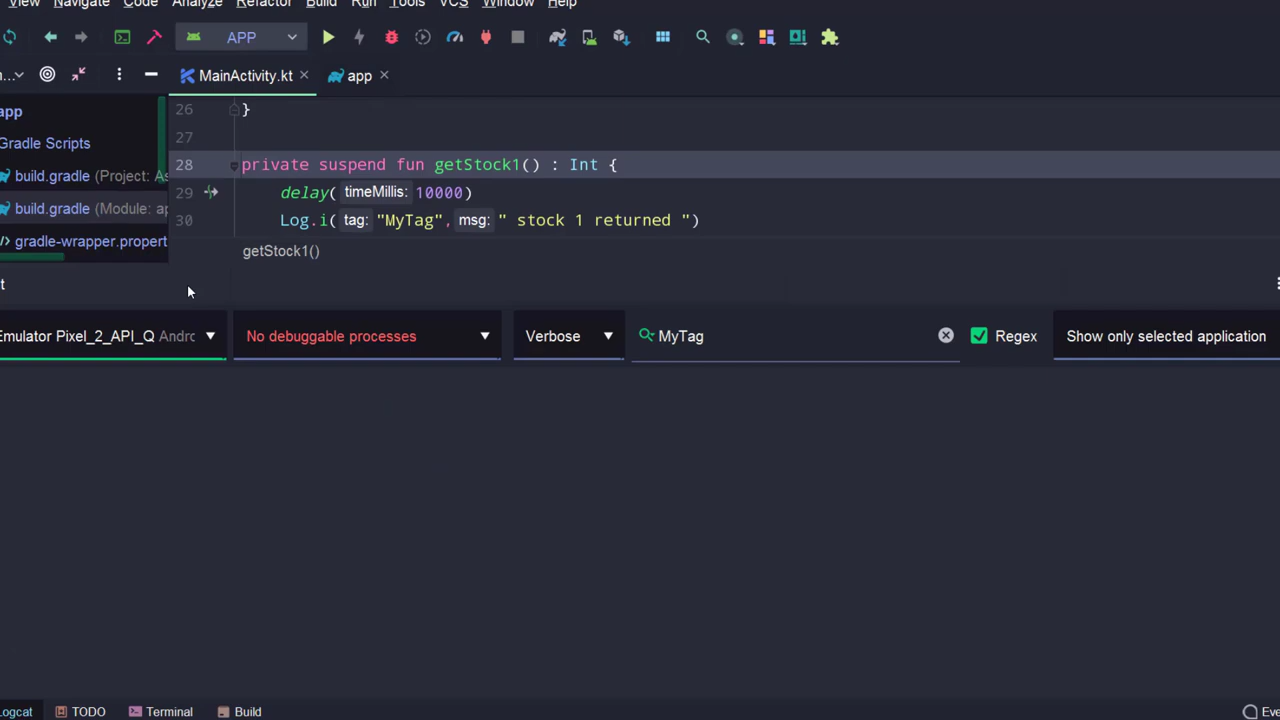 View Navigate Code Analyze Refactor Build Run Tools VCS Window Help
APP
n... MainActivity.kt app
app
Gradle Scripts
build.gradle (Project: As
build.gradle (Module: ap
gradle-wrapper.propert
26 }
27
28 private suspend fun getStock1() : Int {
29 delay( timeMillis: 10000)
30 Log.i( tag: "MyTag", msg: " stock 1 returned ")
getStock1()
t
Emulator Pixel_2_API_Q Andro No debuggable processes Verbose MyTag Regex Show only selected application
Logcat TODO Terminal Build Eve